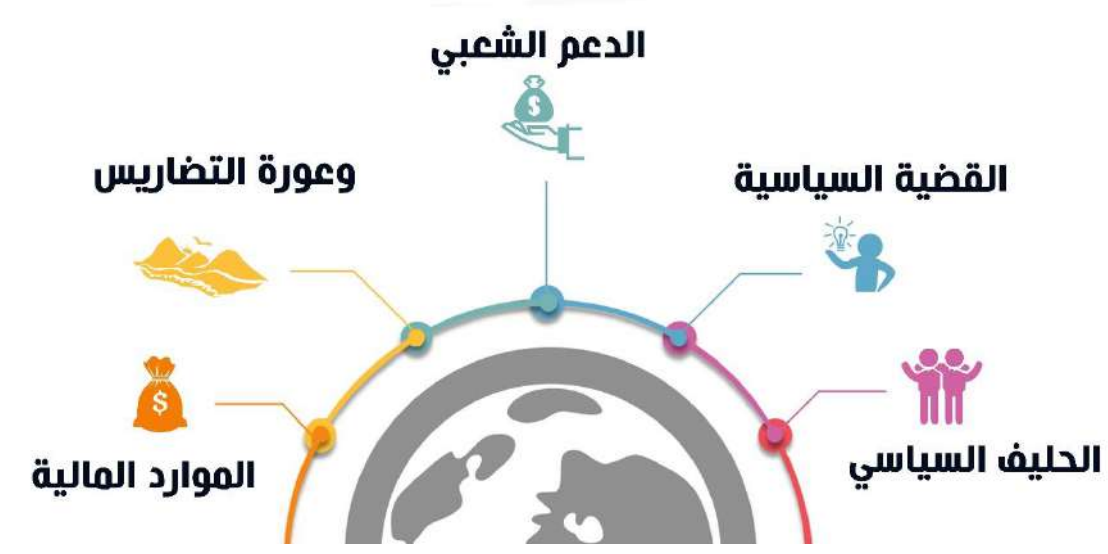 الدعم الشعبي
القضية السياسية
وعورة التضاريس
الحليف السياسي
الموارد المالية
$
$